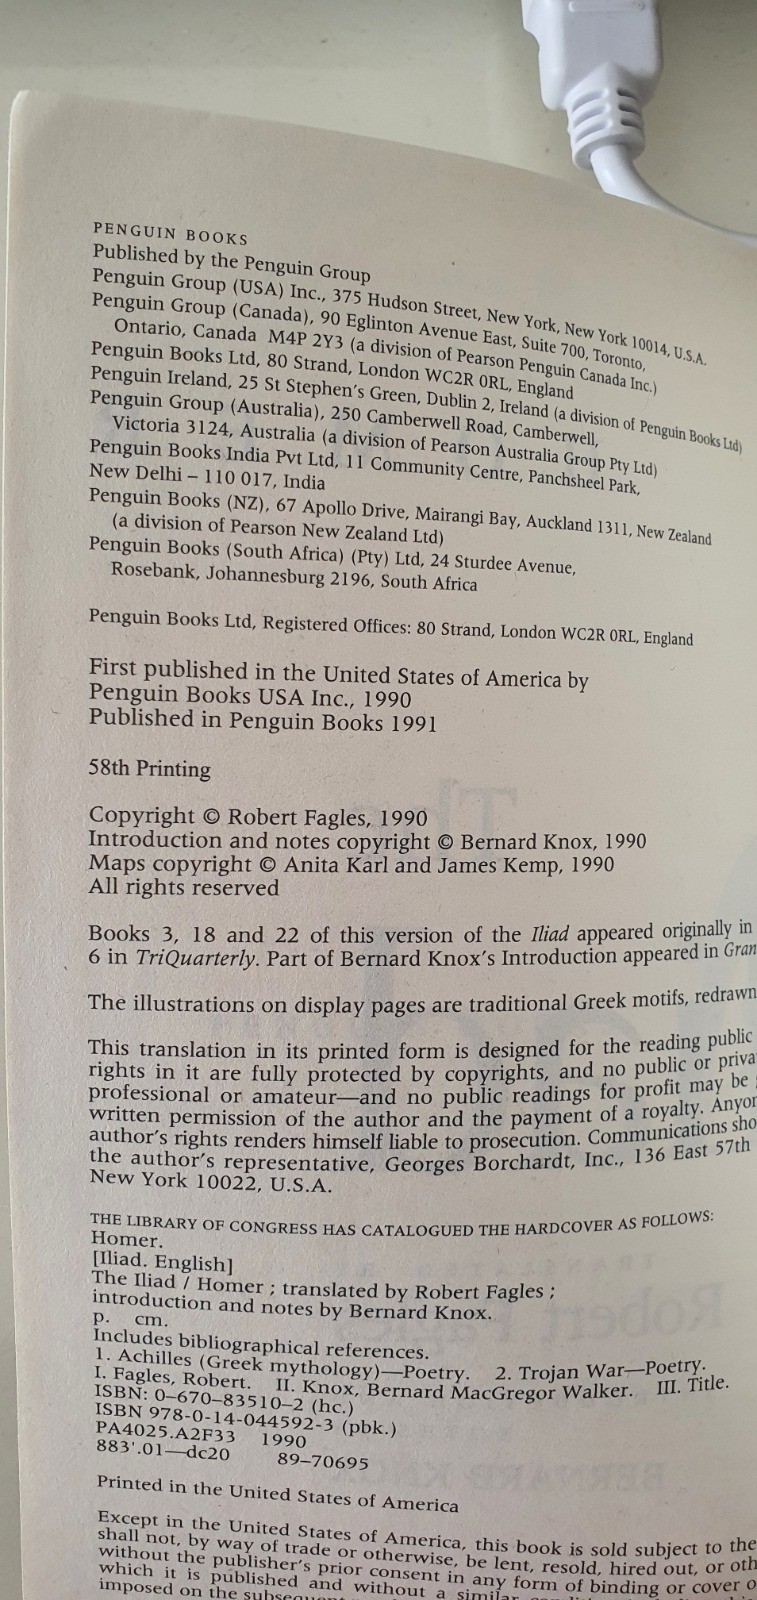 PENGUIN BOOKS
Published by the Penguin Group
Penguin Group (USA) Inc., 375 Hudson Street, New York, New York 10014, U.S.A.
Penguin Group (Canada), 90 Eglinton Avenue East, Suite 700, Toronto,
Ontario, Canada M4P 2Y3 (a division of Pearson Penguin Canada Inc.)
Penguin Books Ltd, 80 Strand, London WC2R 0RL, England
Penguin Ireland, 25 St Stephen's Green, Dublin 2, Ireland (a division of Penguin Books Ltd)
Penguin Group (Australia), 250 Camberwell Road, Camberwell,
Victoria 3124, Australia (a division of Pearson Australia Group Pty Ltd)
Penguin Books India Pvt Ltd, 11 Community Centre, Panchsheel Park,
New Delhi – 110 017, India
Penguin Books (NZ), 67 Apollo Drive, Mairangi Bay, Auckland 1311, New Zealand
(a division of Pearson New Zealand Ltd)
Penguin Books (South Africa) (Pty) Ltd, 24 Sturdee Avenue,
Rosebank, Johannesburg 2196, South Africa
Penguin Books Ltd, Registered Offices: 80 Strand, London WC2R 0RL, England
First published in the United States of America by
Penguin Books USA Inc., 1990
Published in Penguin Books 1991
58th Printing
Copyright © Robert Fagles, 1990
Introduction and notes copyright © Bernard Knox, 1990
Maps copyright © Anita Karl and James Kemp, 1990
All rights reserved
Books 3, 18 and 22 of this version of the Iliad appeared originally in
6 in TriQuarterly. Part of Bernard Knox's Introduction appeared in Gran
The illustrations on display pages are traditional Greek motifs, redrawn
This translation in its printed form is designed for the reading public
rights in it are fully protected by copyrights, and no public or priva
professional or amateur—and no public readings for profit may be
written permission of the author and the payment of a royalty. Anyon
author's rights renders himself liable to prosecution. Communications sho
the author's representative, Georges Borchardt, Inc., 136 East 57th
New York 10022, U.S.A.
THE LIBRARY OF CONGRESS HAS CATALOGUED THE HARDCOVER AS FOLLOWS:
Homer.
[Iliad. English]
The Iliad / Homer ; translated by Robert Fagles ;
introduction and notes by Bernard Knox.
p. cm.
Includes bibliographical references.
1. Achilles (Greek mythology)—Poetry. 2. Trojan War—Poetry.
I. Fagles, Robert. II. Knox, Bernard MacGregor Walker. III. Title.
ISBN: 0–670–83510–2 (hc.)
ISBN 978-0-14-044592-3 (pbk.)
PA4025.A2F33 1990
883'.01—dc20 89–70695
Printed in the United States of America
Except in the United States of America, this book is sold subject to the
shall not, by way of trade or otherwise, be lent, resold, hired out, or oth
without the publisher's prior consent in any form of binding or cover o
which it is published and without a similar
imposed on the